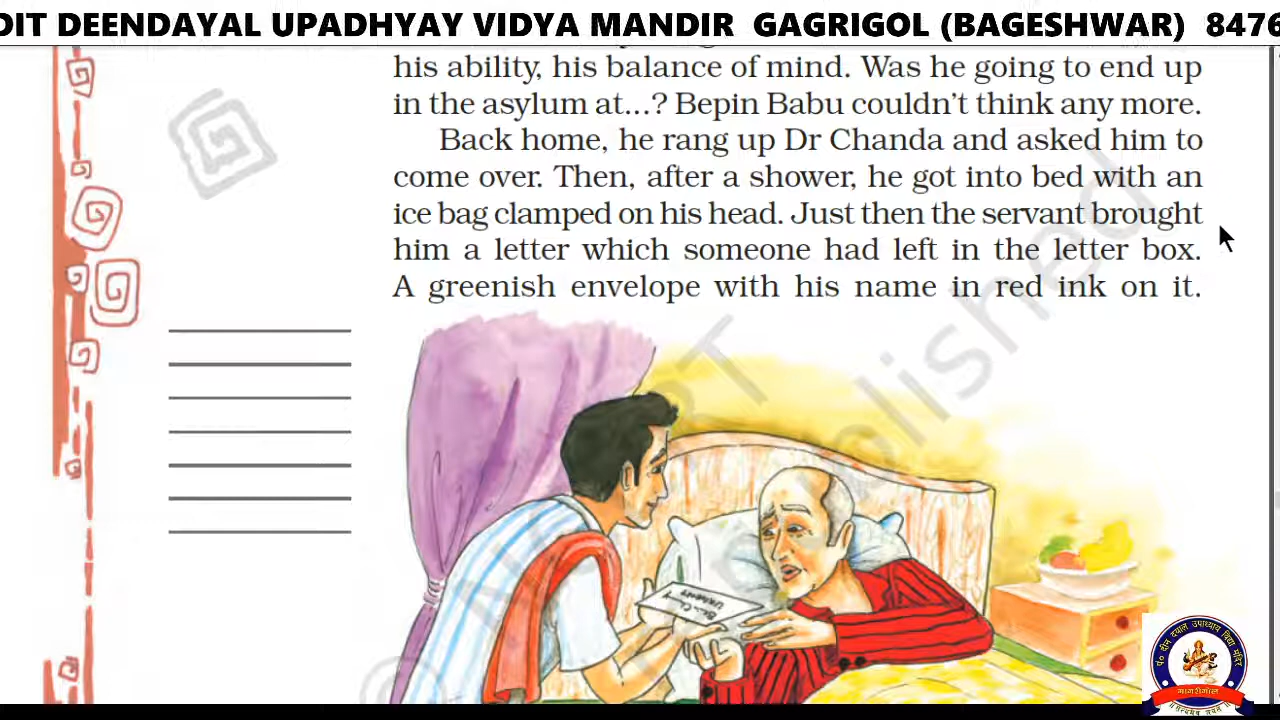 DIT DEENDAYAL UPADHYAY VIDYA MANDIR GAGRIGOL (BAGESHWAR) 8476
his ability, his balance of mind. Was he going to end up
in the asylum at...? Bepin Babu couldn't think any more.
Back home, he rang up Dr Chanda and asked him to
come over. Then, after a shower, he got into bed with an
ice bag clamped on his head. Just then the servant brought
him a letter which someone had left in the letter box.
A greenish envelope with his name in red ink on it.
पं० दीन दयाल उपाध्याय विद्या मंदिर
गागरीगोल